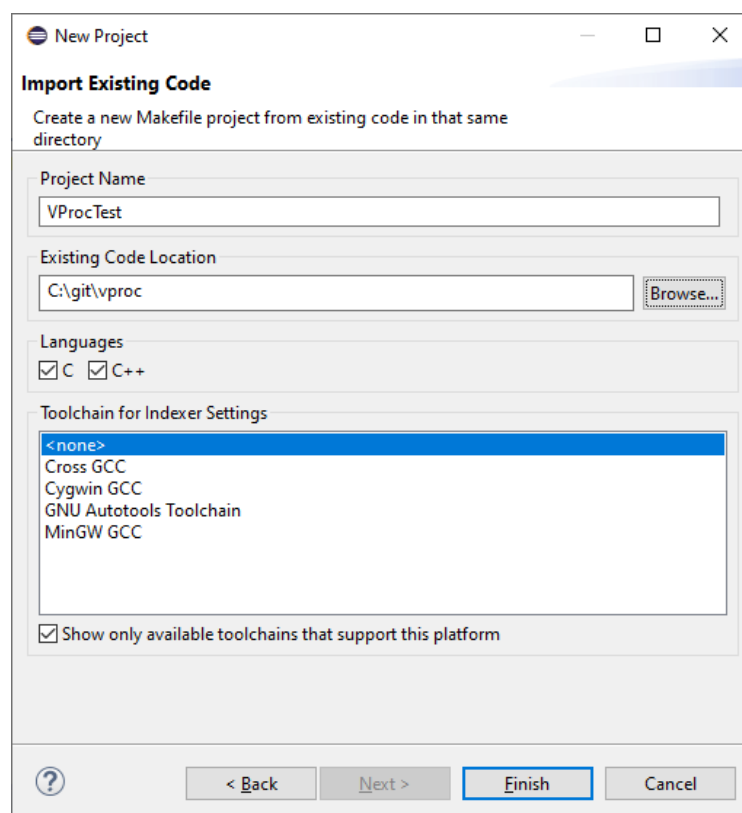 New Project
Import Existing Code
Create a new Makefile project from existing code in that same
directory
Project Name
VProcTest
Existing Code Location
C:\git\vproc
Browse...
Languages
C C++
Toolchain for Indexer Settings
<none>
Cross GCC
Cygwin GCC
GNU Autotools Toolchain
MinGW GCC
Show only available toolchains that support this platform
? < Back Next > Finish Cancel